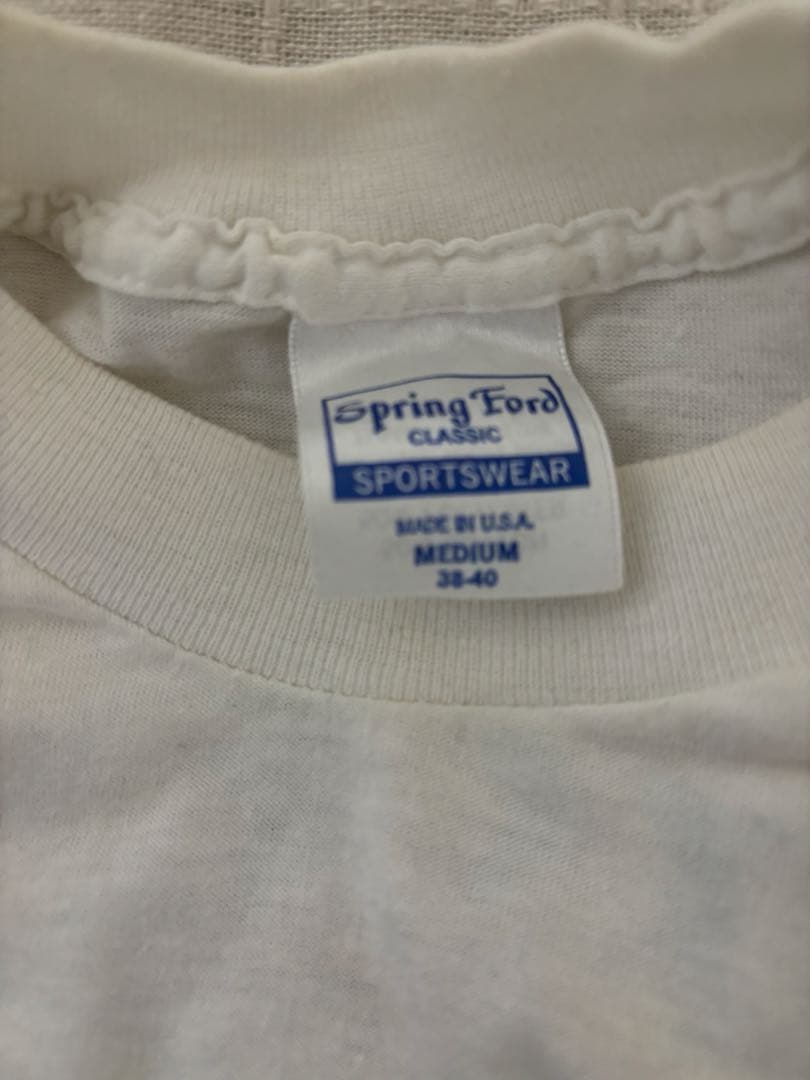 Spring Ford
CLASSIC
SPORTSWEAR
MADE IN U.S.A.
MEDIUM
38-40